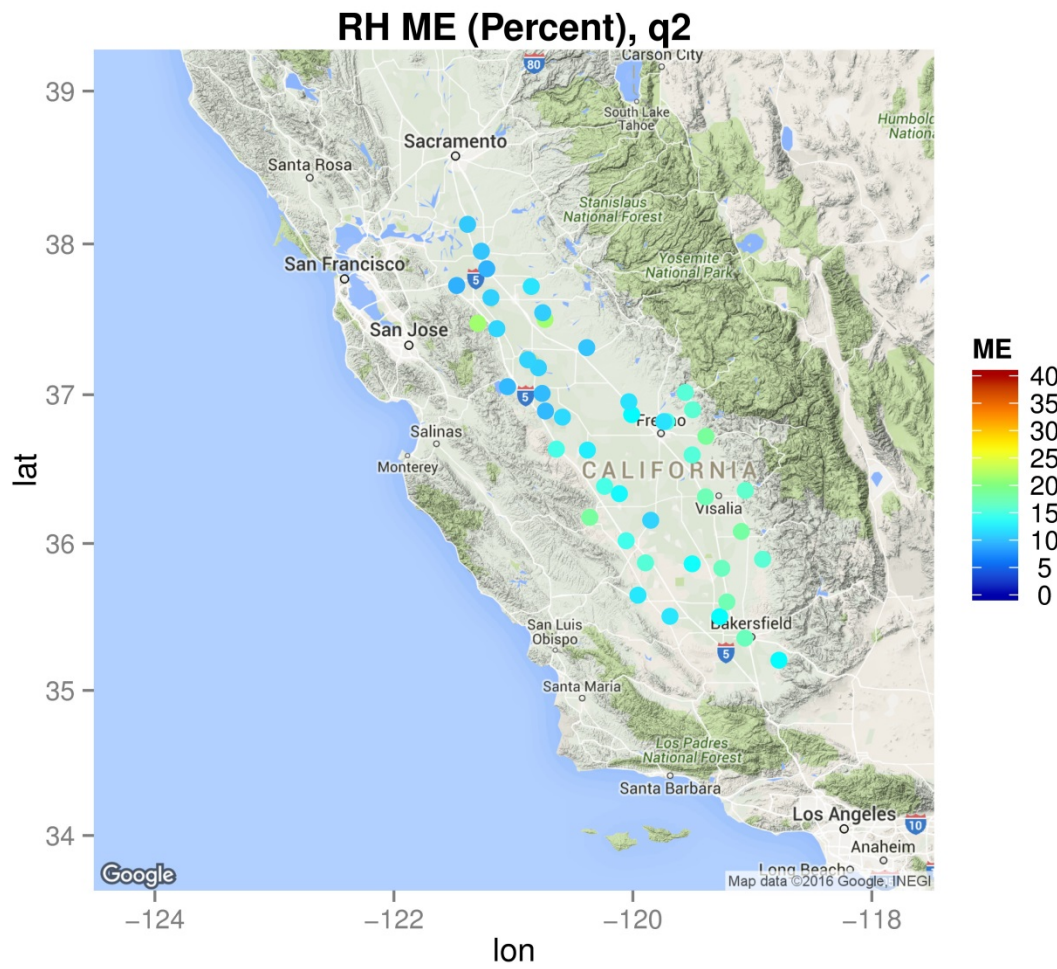 RH ME (Percent), q2
Carson City
80
39
South Lake
Tahoe
Humbol
Nationa
Sacramento
Santa Rosa
Stanislaus
National Forest
38
Yosemite
National Park
San Francisco
5
San Jose
ME
40
35
30
25
20
15
10
5
0
37
5
Fresno
Salinas
Monterey
CALIFORNIA
Visalia
lat
36
San Luis
Obispo
Bakersfield
5
35
Santa Maria
Los Padres
National Forest
Santa Barbara
Los Angeles
10
34
Anaheim
Long Beach
Google
Map data ©2016 Google, INEGI
−124
−122
−120
−118
lon